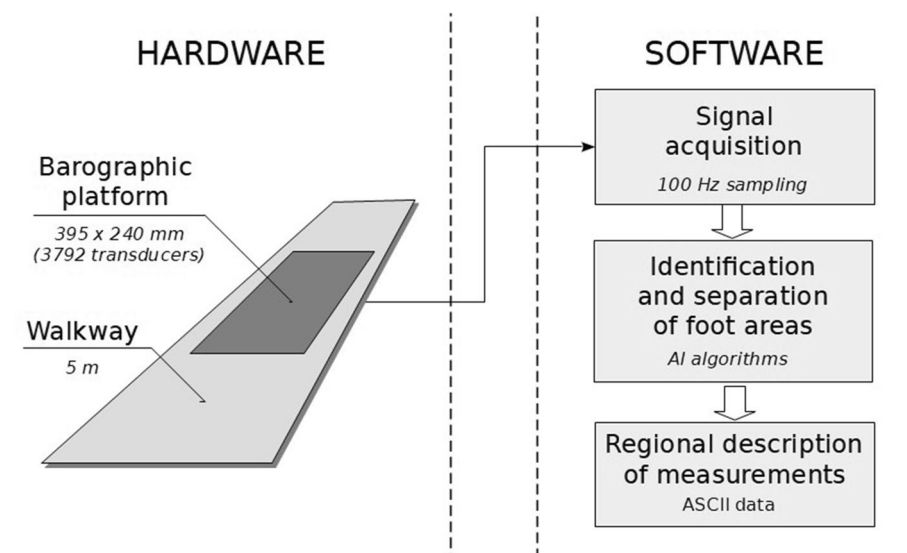 HARDWARE
Barographic
platform
395 x 240 mm
(3792 transducers)
Walkway
5 m
SOFTWARE
Signal
acquisition
100 Hz sampling
Identification
and separation
of foot areas
AI algorithms
Regional description
of measurements
ASCII data